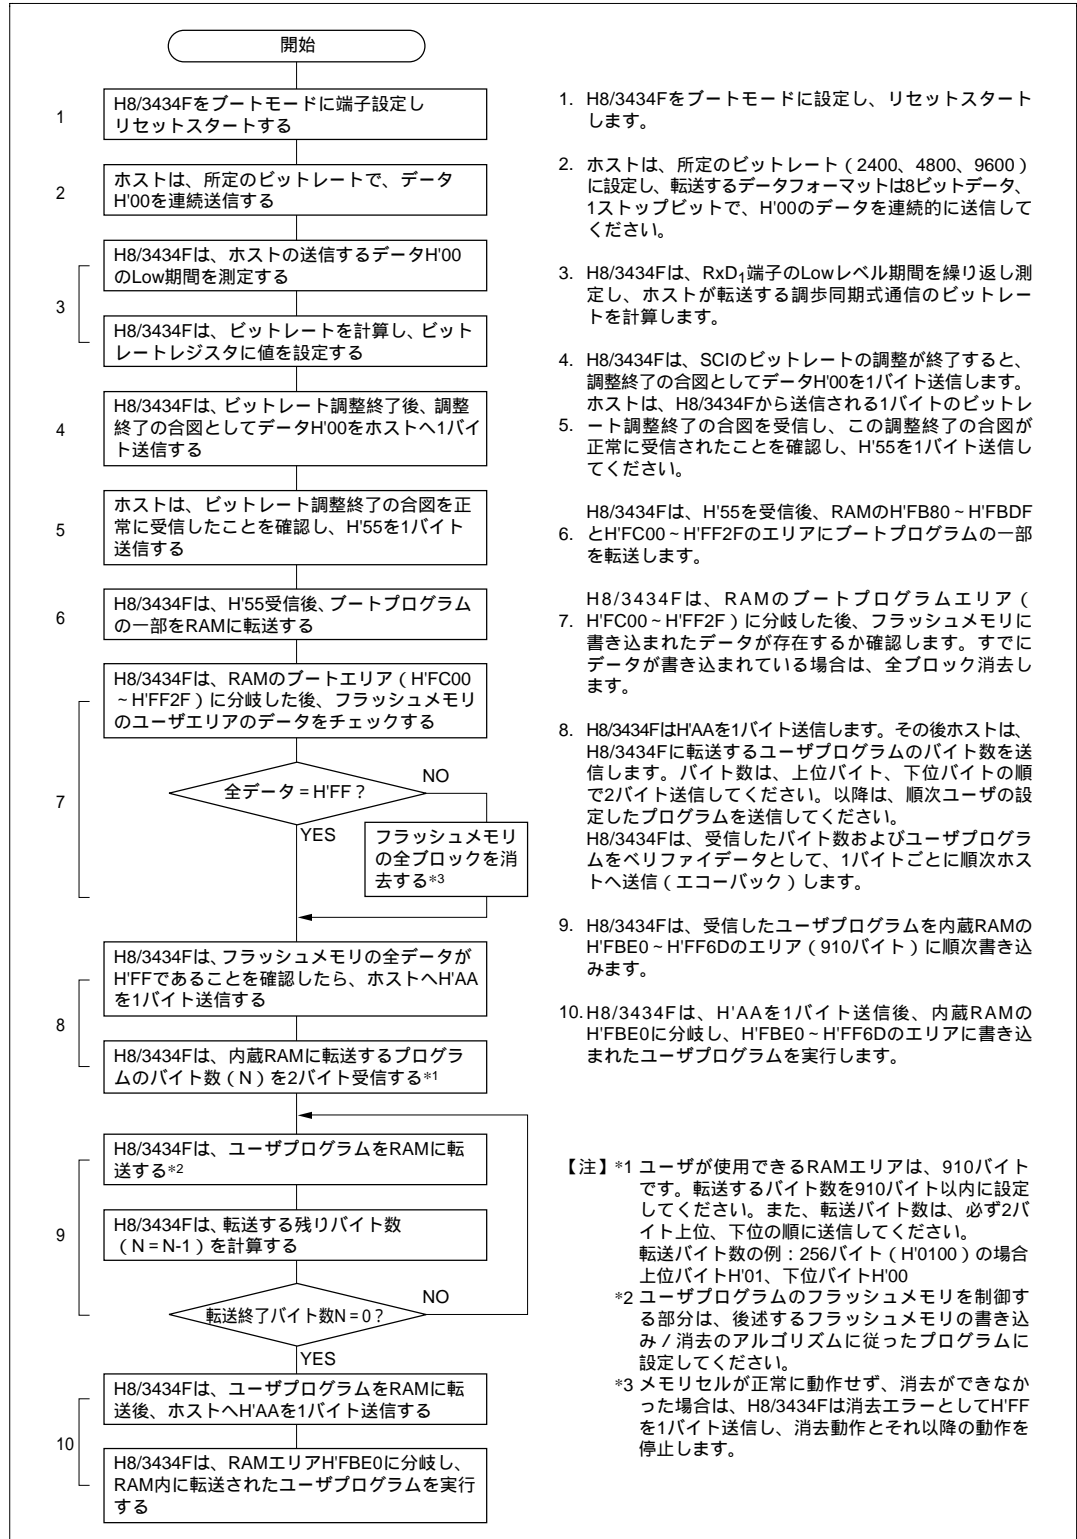 開始
1
H8/3434Fをブートモードに端子設定し
リセットスタートする
2
ホストは、所定のビットレートで、データ
H'00を連続送信する
3
H8/3434Fは、ホストの送信するデータH'00
のLow期間を測定する
H8/3434Fは、ビットレートを計算し、ビット
レートレジスタに値を設定する
4
H8/3434Fは、ビットレート調整終了後、調整
終了の合図としてデータH'00をホストへ1バイ
ト送信する
5
ホストは、ビットレート調整終了の合図を正
常に受信したことを確認し、H'55を1バイト
送信する
6
H8/3434Fは、H'55受信後、ブートプログラム
の一部をRAMに転送する
7
H8/3434Fは、RAMのブートエリア（H'FC00
~H'FF2F）に分岐した後、フラッシュメモリ
のユーザエリアのデータをチェックする
全データ = H'FF？
NO
YES
フラッシュメモリ
の全ブロックを消
去する*3
8
H8/3434Fは、フラッシュメモリの全データが
H'FFであることを確認したら、ホストへH'AA
を1バイト送信する
H8/3434Fは、内蔵RAMに転送するプログラ
ムのバイト数（N）を2バイト受信する*1
9
H8/3434Fは、ユーザプログラムをRAMに転
送する*2
H8/3434Fは、転送する残りバイト数
（N = N-1）を計算する
転送終了バイト数N = 0？
NO
YES
10
H8/3434Fは、ユーザプログラムをRAMに転
送後、ホストへH'AAを1バイト送信する
H8/3434Fは、RAMエリアH'FBE0に分岐し、
RAM内に転送されたユーザプログラムを実行
する
1. H8/3434Fをブートモードに設定し、リセットスタート
します。
2. ホストは、所定のビットレート（2400、4800、9600）
に設定し、転送するデータフォーマットは8ビットデータ、
1ストップビットで、H'00のデータを連続的に送信して
ください。
3. H8/3434Fは、RxD1端子のLowレベル期間を繰り返し測
定し、ホストが転送する調歩同期式通信のビットレー
トを計算します。
4. H8/3434Fは、SCIのビットレートの調整が終了すると、
調整終了の合図としてデータH'00を1バイト送信します。
ホストは、H8/3434Fから送信される1バイトのビットレ
5. ート調整終了の合図を受信し、この調整終了の合図が
正常に受信されたことを確認し、H'55を1バイト送信し
てください。
H8/3434Fは、H'55を受信後、RAMのH'FB80~H'FBDF
6. とH'FC00~H'FF2Fのエリアにブートプログラムの一部
を転送します。
H8/3434Fは、RAMのブートプログラムエリア（
7. H'FC00~H'FF2F）に分岐した後、フラッシュメモリに
書き込まれたデータが存在するか確認します。すでに
データが書き込まれている場合は、全ブロック消去し
ます。
8. H8/3434FはH'AAを1バイト送信します。その後ホストは、
H8/3434Fに転送するユーザプログラムのバイト数を送
信します。バイト数は、上位バイト、下位バイトの順
で2バイト送信してください。以降は、順次ユーザの設
定したプログラムを送信してください。
H8/3434Fは、受信したバイト数およびユーザプログラ
ムをベリファイデータとして、1バイトごとに順次ホス
トへ送信（エコーバック）します。
9. H8/3434Fは、受信したユーザプログラムを内蔵RAMの
H'FBE0~H'FF6Dのエリア（910バイト）に順次書き込
みます。
10. H8/3434Fは、H'AAを1バイト送信後、内蔵RAMの
H'FBE0に分岐し、H'FBE0~H'FF6Dのエリアに書き込
まれたユーザプログラムを実行します。
【注】*1 ユーザが使用できるRAMエリアは、910バイト
です。転送するバイト数を910バイト以内に設定
してください。また、転送バイト数は、必ず2バ
イト上位、下位の順に送信してください。
転送バイト数の例：256バイト（H'0100）の場合
上位バイトH'01、下位バイトH'00
*2 ユーザプログラムのフラッシュメモリを制御す
る部分は、後述するフラッシュメモリの書き込
み／消去のアルゴリズムに従ったプログラムに
設定してください。
*3 メモリセルが正常に動作せず、消去ができなか
った場合は、H8/3434Fは消去エラーとしてH'FF
を1バイト送信し、消去動作とそれ以降の動作を
停止します。